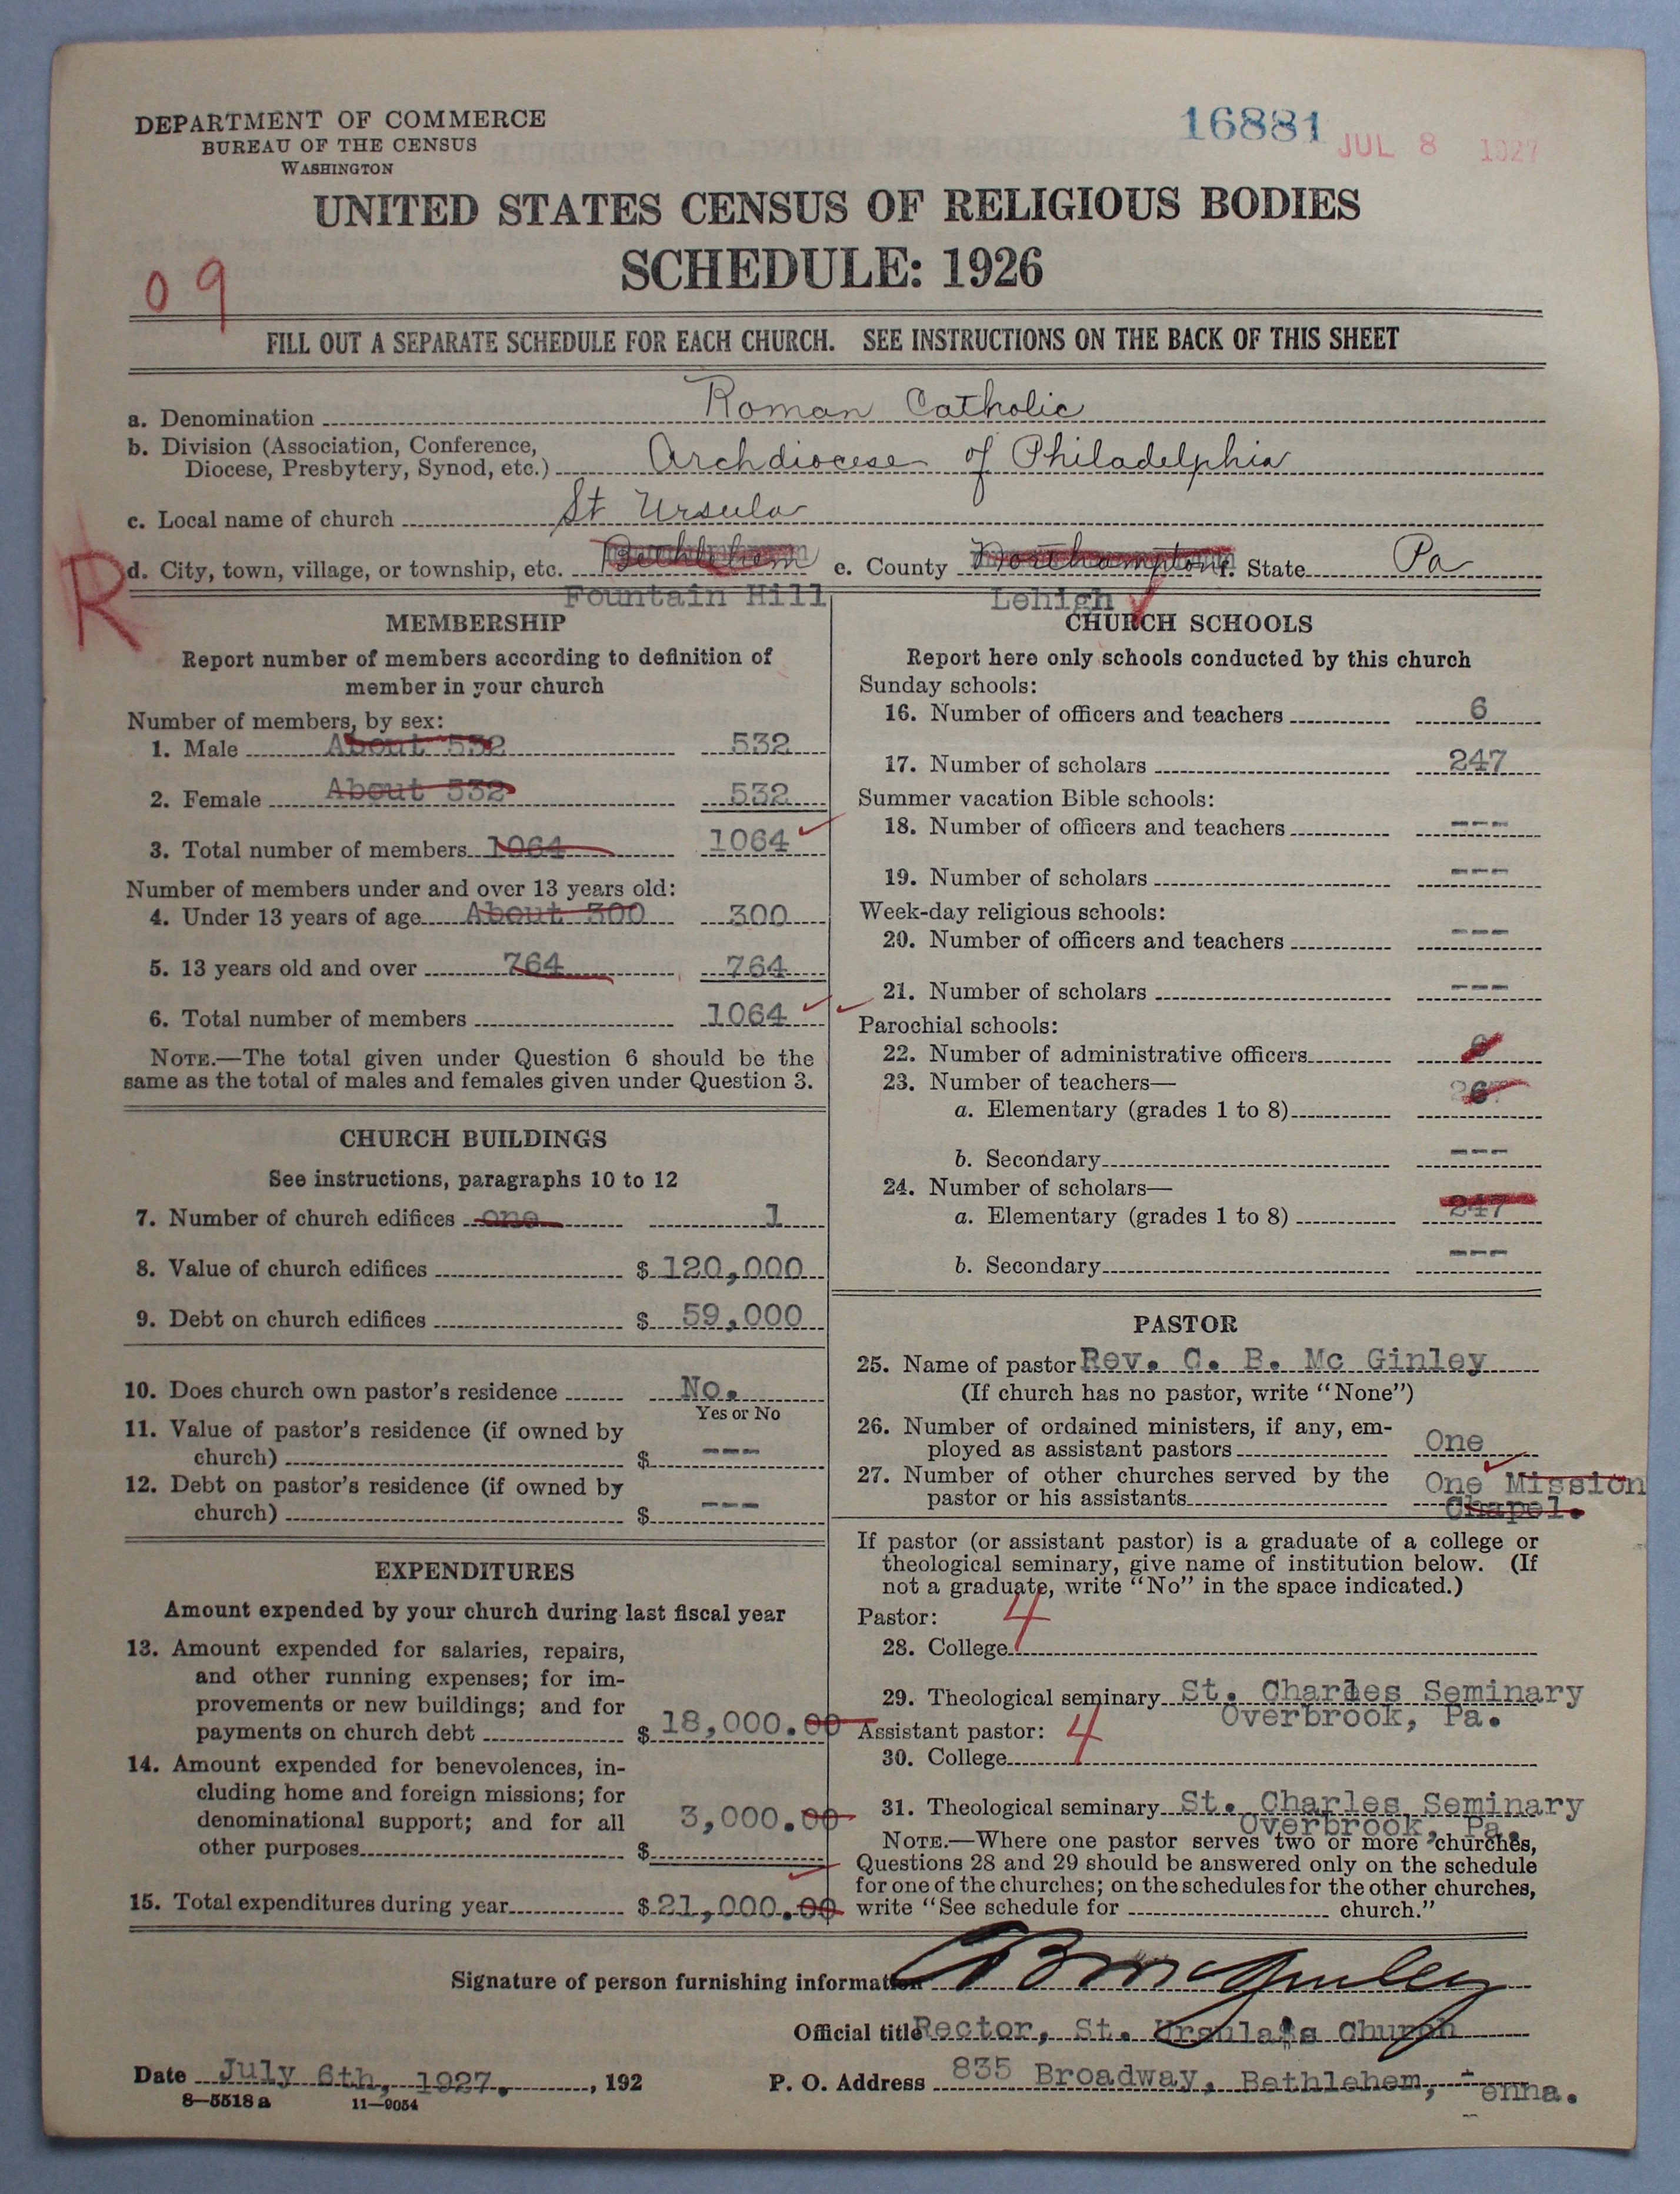 DEPARTMENT OF COMMERCE
BUREAU OF THE CENSUS
WASHINGTON
16881 JUL 8 1927
UNITED STATES CENSUS OF RELIGIOUS BODIES
SCHEDULE: 1926
09
FILL OUT A SEPARATE SCHEDULE FOR EACH CHURCH. SEE INSTRUCTIONS ON THE BACK OF THIS SHEET
a. Denomination Roman Catholic
b. Division (Association, Conference,
Diocese, Presbytery, Synod, etc.) Archdiocese of Philadelphia
c. Local name of church St Ursula
R
d. City, town, village, or township, etc. Bethlehem e. County Northampton f. State Pa
Fountain Hill Lehigh
MEMBERSHIP
Report number of members according to definition of
member in your church
Number of members, by sex:
1. Male About 532 532
2. Female About 532 532
3. Total number of members 1064 1064
Number of members under and over 13 years old:
4. Under 13 years of age About 300 300
5. 13 years old and over 764 764
6. Total number of members 1064
NOTE.—The total given under Question 6 should be the
same as the total of males and females given under Question 3.
CHURCH BUILDINGS
See instructions, paragraphs 10 to 12
7. Number of church edifices one 1
8. Value of church edifices $ 120,000
9. Debt on church edifices $ 59,000
10. Does church own pastor's residence No.
Yes or No
11. Value of pastor's residence (if owned by
church) $ ---
12. Debt on pastor's residence (if owned by
church) $ ---
EXPENDITURES
Amount expended by your church during last fiscal year
13. Amount expended for salaries, repairs,
and other running expenses; for im-
provements or new buildings; and for
payments on church debt $ 18,000.00
14. Amount expended for benevolences, in-
cluding home and foreign missions; for
denominational support; and for all
other purposes $ 3,000.00
15. Total expenditures during year $ 21,000.00
CHURCH SCHOOLS
Report here only schools conducted by this church
Sunday schools:
16. Number of officers and teachers 6
17. Number of scholars 247
Summer vacation Bible schools:
18. Number of officers and teachers ---
19. Number of scholars ---
Week-day religious schools:
20. Number of officers and teachers ---
21. Number of scholars ---
Parochial schools:
22. Number of administrative officers
23. Number of teachers—
a. Elementary (grades 1 to 8) 6
b. Secondary ---
24. Number of scholars—
a. Elementary (grades 1 to 8) 247
b. Secondary ---
PASTOR
25. Name of pastor Rev. C. B. Mc Ginley
(If church has no pastor, write "None")
26. Number of ordained ministers, if any, em-
ployed as assistant pastors One
27. Number of other churches served by the One Mission
pastor or his assistants Chapel.
If pastor (or assistant pastor) is a graduate of a college or
theological seminary, give name of institution below. (If
not a graduate, write "No" in the space indicated.)
Pastor: 4
28. College
29. Theological seminary St. Charles Seminary
Overbrook, Pa.
Assistant pastor: 4
30. College
31. Theological seminary St. Charles Seminary
Overbrook, Pa.
NOTE.—Where one pastor serves two or more churches,
Questions 28 and 29 should be answered only on the schedule
for one of the churches; on the schedules for the other churches,
write "See schedule for church."
Signature of person furnishing information CB McGinley
Official title Rector, St. Ursula's Church
Date July 6th, 1927. , 192 P. O. Address 835 Broadway, Bethlehem, Penna.
8—5518 a 11—9054